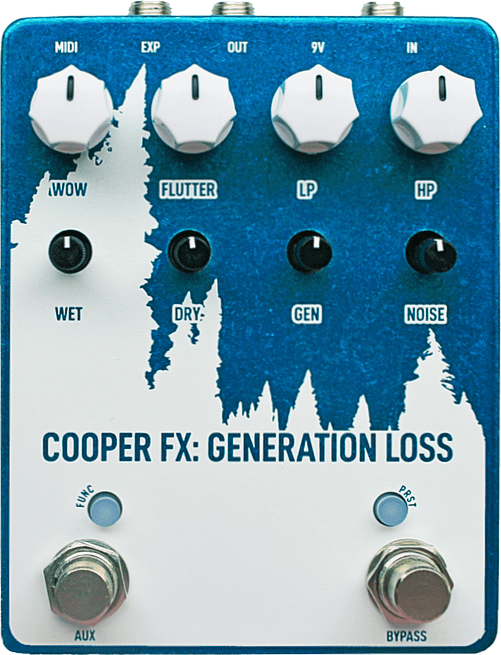 MIDI EXP OUT 9V IN
WOW FLUTTER LP HP
WET DRY GEN NOISE
COOPER FX: GENERATION LOSS
FUNC PRST
AUX BYPASS